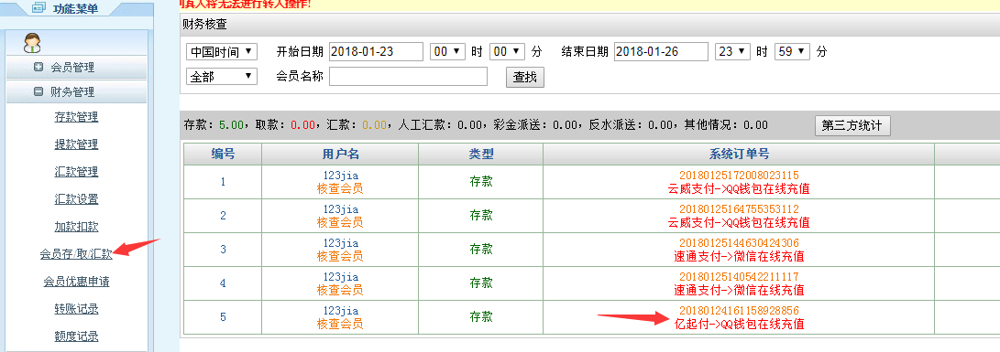 功能菜单
会员管理
财务管理
存款管理
提款管理
汇款管理
汇款设置
加款扣款
会员存/取/汇款
会员优惠申请
转账记录
额度记录
则真人将无法进行转入操作!
财务核查
中国时间 开始日期 2018-01-23 00 时 00 分 结束日期 2018-01-26 23 时 59 分
全部 会员名称 查找
存款：5.00，取款：0.00，汇款：0.00，人工汇款：0.00，彩金派送：0.00，反水派送：0.00，其他情况：0.00 第三方统计
编号 用户名 类型 系统订单号
1 123jia 存款 20180125172008023115
核查会员 云威支付->QQ钱包在线充值
2 123jia 存款 20180125164755353112
核查会员 云威支付->QQ钱包在线充值
3 123jia 存款 20180125144630424306
核查会员 速通支付->微信在线充值
4 123jia 存款 20180125140542211117
核查会员 速通支付->微信在线充值
5 123jia 存款 20180124161158928856
核查会员 亿起付->QQ钱包在线充值